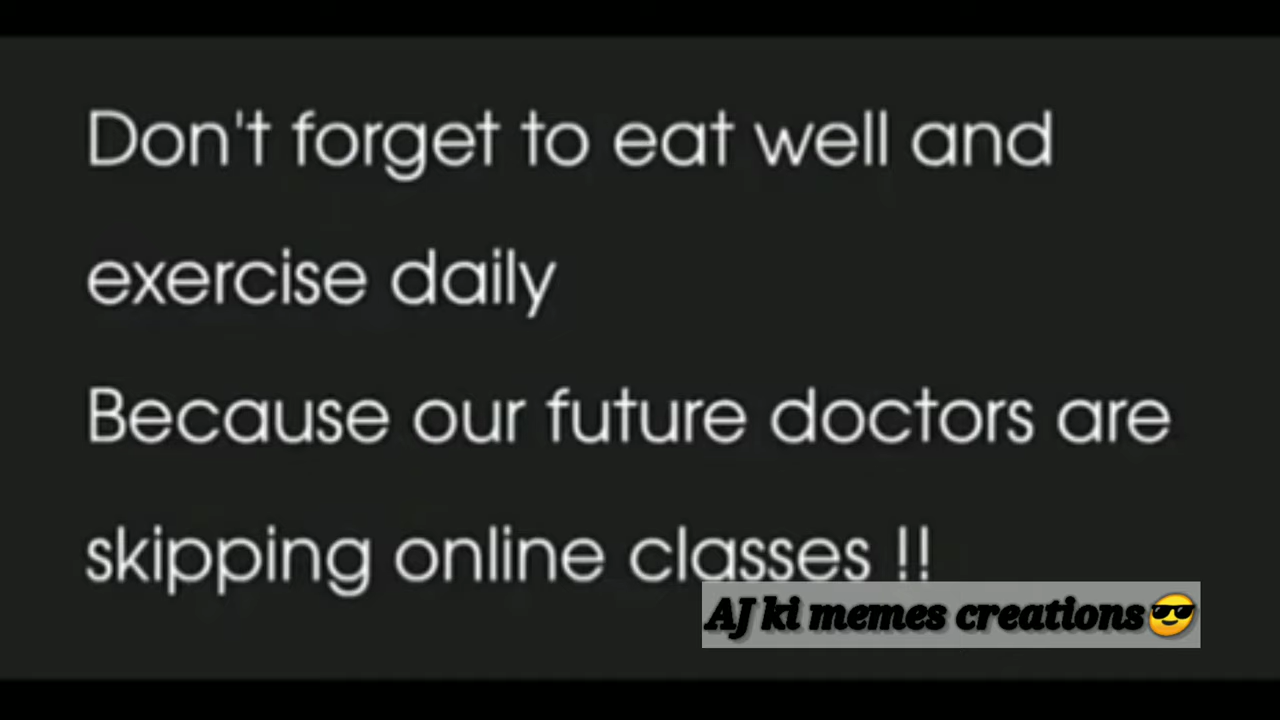 Don't forget to eat well and
exercise daily
Because our future doctors are
skipping online classes !!
AJ ki memes creations😎